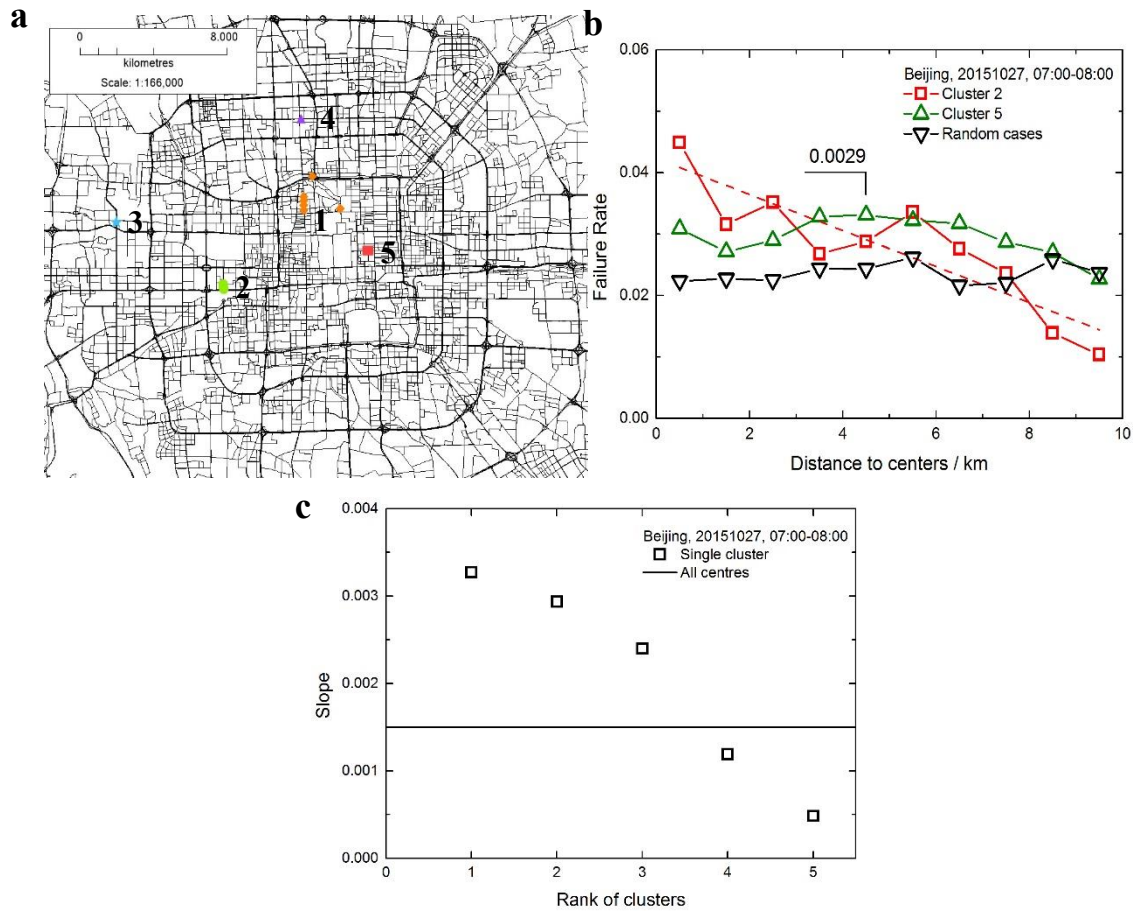 a
0 8,000
kilometres
Scale: 1:166,000
4
3
1
5
2
b
0.06
0.04
0.02
0.00
Failure Rate
Beijing, 20151027, 07:00-08:00
Cluster 2
Cluster 5
Random cases
0.0029
0 2 4 6 8 10
Distance to centers / km
c
0.004
0.003
0.002
0.001
0.000
Slope
Beijing, 20151027, 07:00-08:00
Single cluster
All centres
0 1 2 3 4 5
Rank of clusters